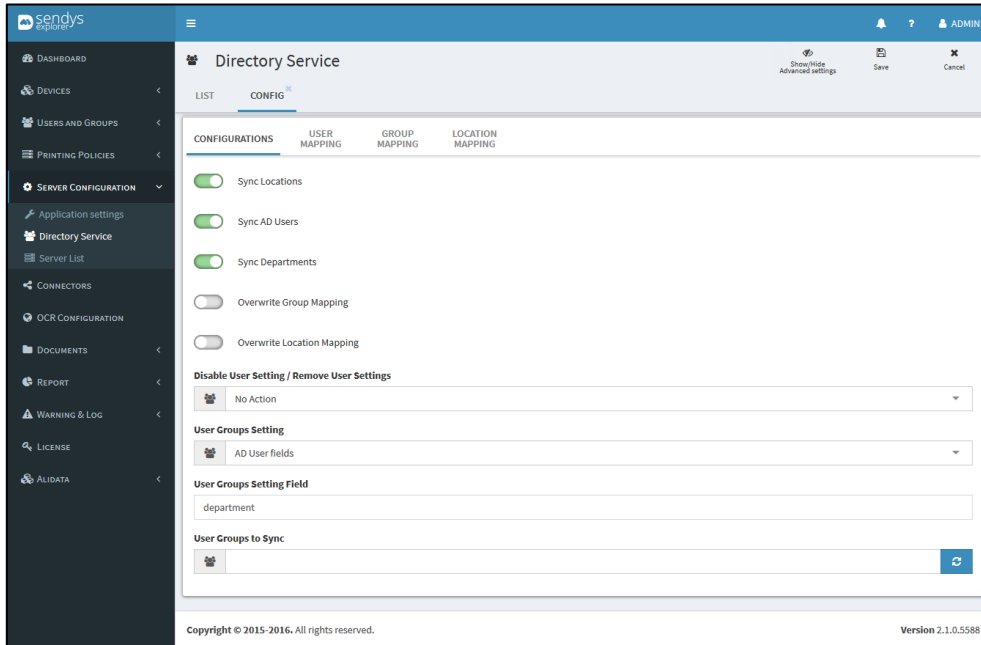 sendys
explorer
ADMIN
Directory Service
Show/Hide
Advanced settings
Save
Cancel
LIST
CONFIG
DASHBOARD
DEVICES
USERS AND GROUPS
PRINTING POLICIES
SERVER CONFIGURATION
Application settings
Directory Service
Server List
CONNECTORS
OCR CONFIGURATION
DOCUMENTS
REPORT
WARNING & LOG
LICENSE
ALIDATA
CONFIGURATIONS
USER
MAPPING
GROUP
MAPPING
LOCATION
MAPPING
Sync Locations
Sync AD Users
Sync Departments
Overwrite Group Mapping
Overwrite Location Mapping
Disable User Setting / Remove User Settings
No Action
User Groups Setting
AD User fields
User Groups Setting Field
department
User Groups to Sync
Copyright © 2015-2016. All rights reserved.
Version 2.1.0.5588